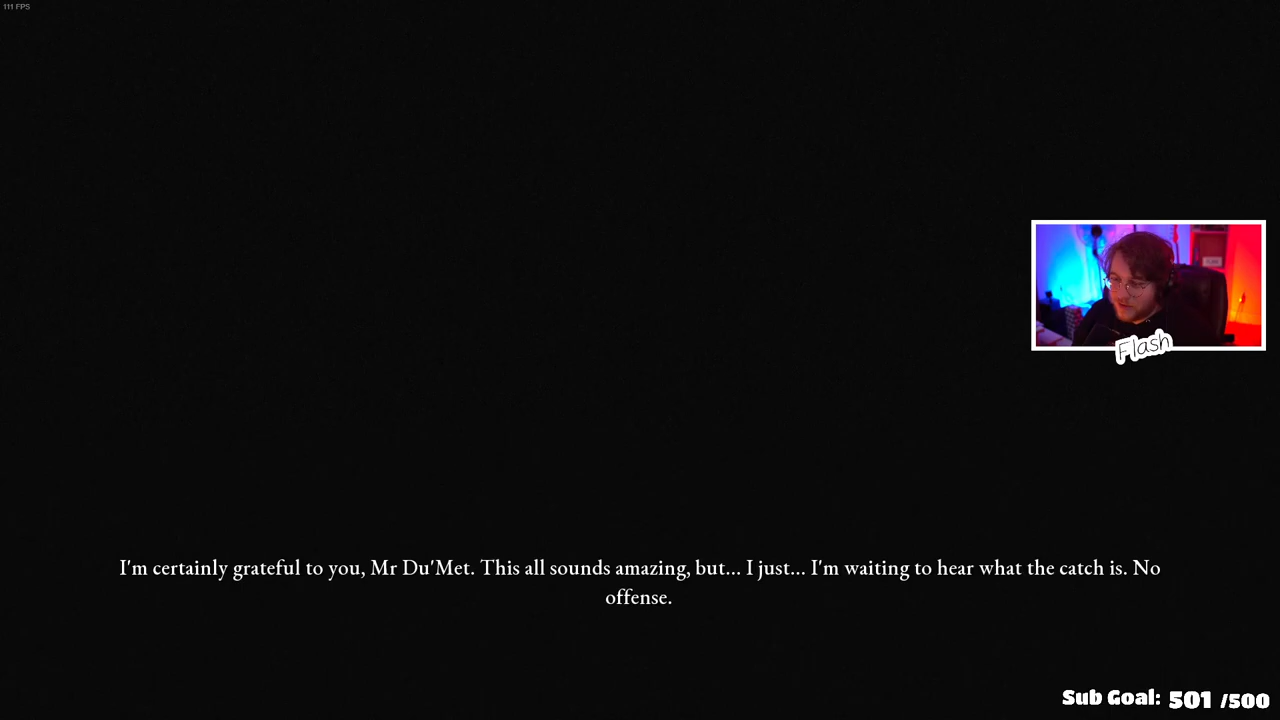 111 FPS
Flash
I'm certainly grateful to you, Mr Du'Met. This all sounds amazing, but... I just... I'm waiting to hear what the catch is. No
offense.
Sub Goal: 501 /500